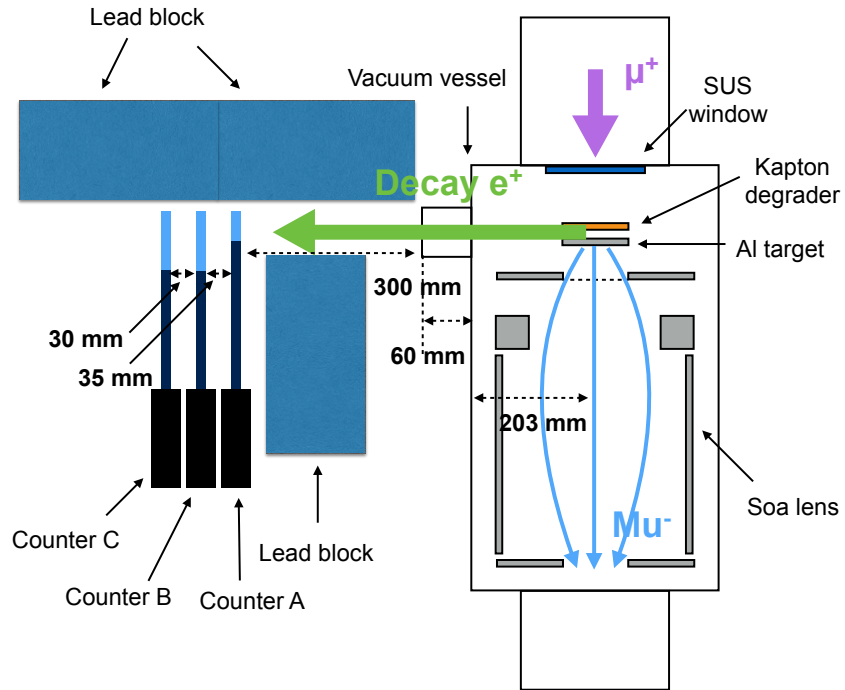 Lead block
Vacuum vessel
μ+
SUS
window
Decay e+
Kapton
degrader
Al target
300 mm
30 mm
60 mm
35 mm
203 mm
Soa lens
Mu-
Counter C
Lead block
Counter B
Counter A